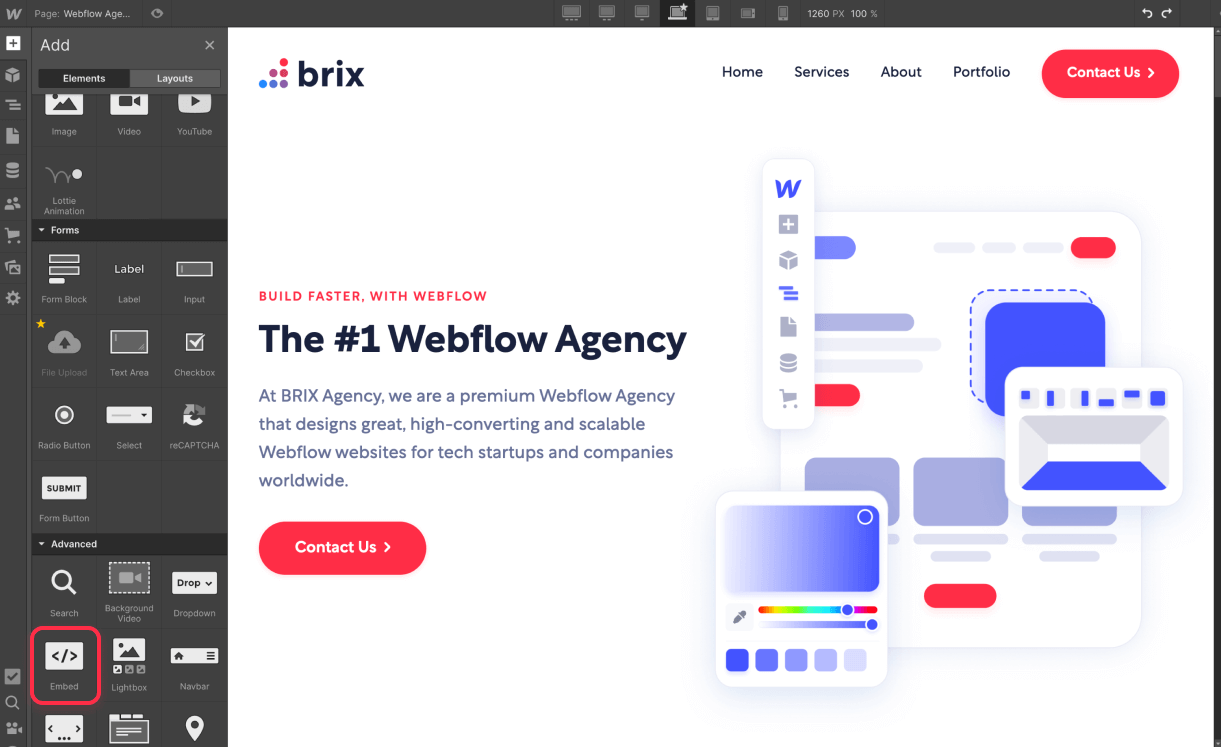 Page: Webflow Age...
1260 PX 100 %
Add
Elements
Layouts
Image
Video
YouTube
Lottie
Animation
Forms
Form Block
Label
Label
Input
File Upload
Text Area
Checkbox
Radio Button
Select
reCAPTCHA
SUBMIT
Form Button
Advanced
Search
Background
Video
Drop
Dropdown
</>
Embed
Lightbox
Navbar
brix
Home
Services
About
Portfolio
Contact Us
BUILD FASTER, WITH WEBFLOW
The #1 Webflow Agency
At BRIX Agency, we are a premium Webflow Agency
that designs great, high-converting and scalable
Webflow websites for tech startups and companies
worldwide.
Contact Us